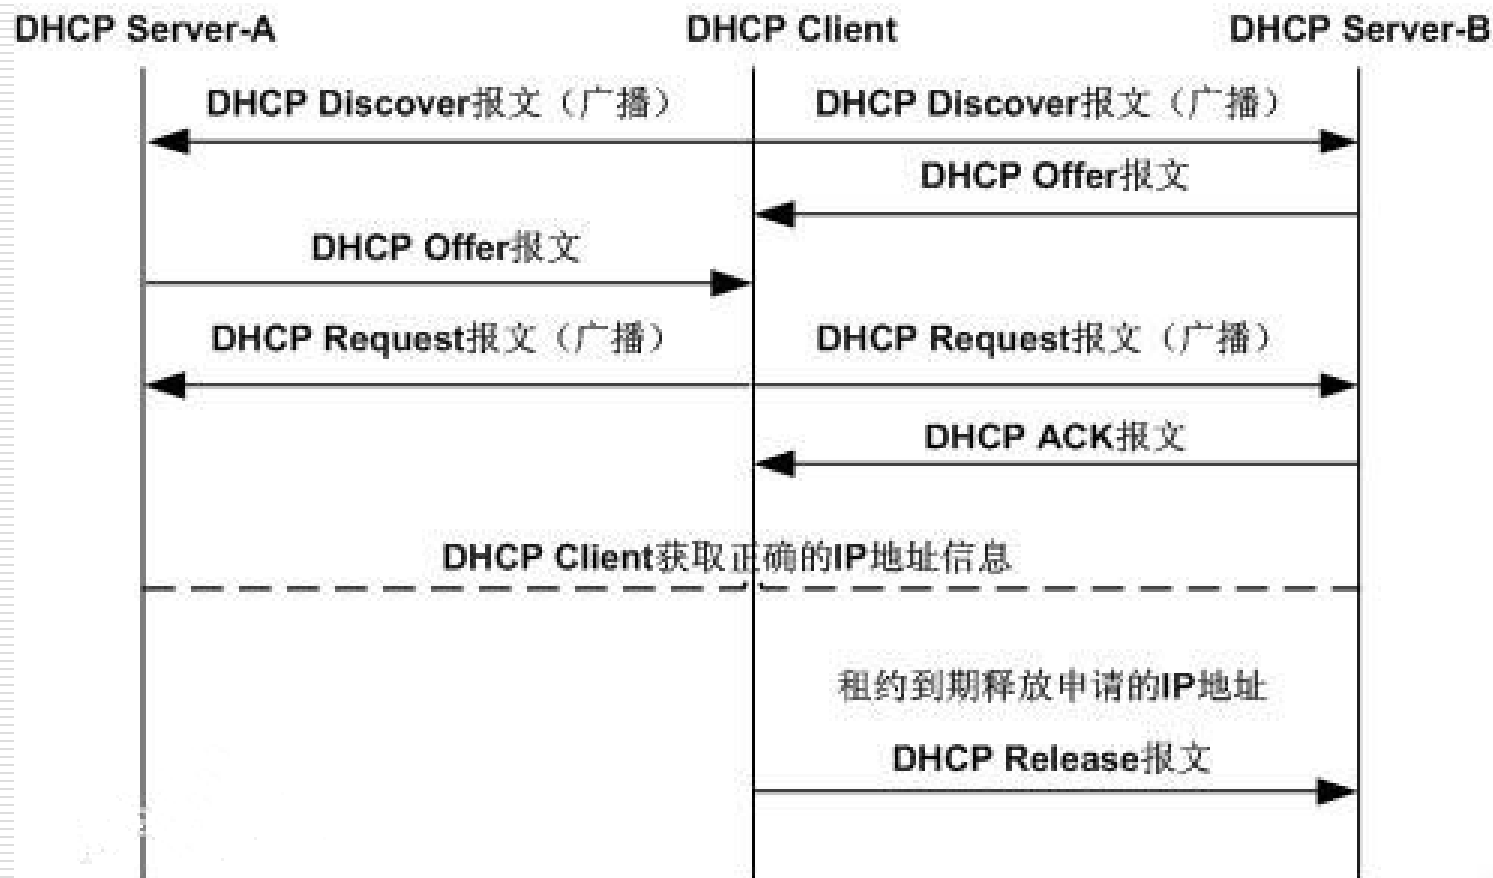 DHCP Server-A
DHCP Client
DHCP Server-B
DHCP Discover报文（广播）
DHCP Discover报文（广播）
DHCP Offer报文
DHCP Offer报文
DHCP Request报文（广播）
DHCP Request报文（广播）
DHCP ACK报文
DHCP Client获取正确的IP地址信息
租约到期释放申请的IP地址
DHCP Release报文